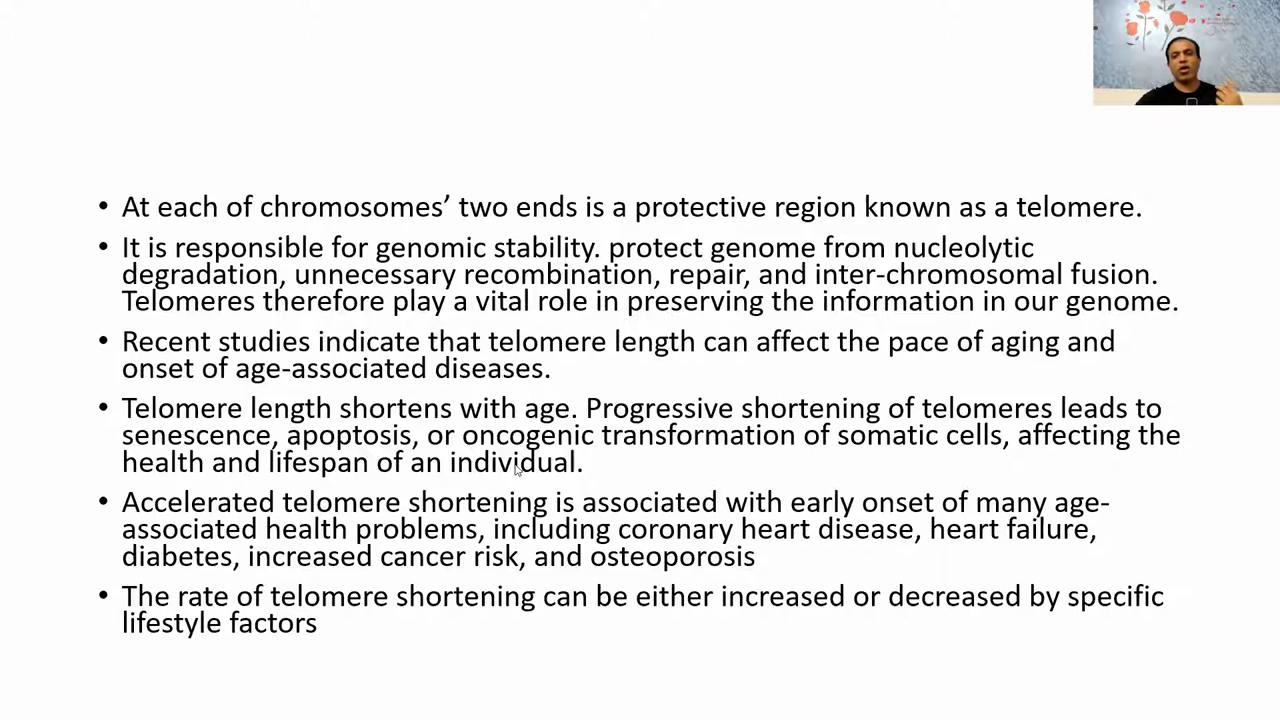 • At each of chromosomes’ two ends is a protective region known as a telomere.
• It is responsible for genomic stability. protect genome from nucleolytic
degradation, unnecessary recombination, repair, and inter-chromosomal fusion.
Telomeres therefore play a vital role in preserving the information in our genome.
• Recent studies indicate that telomere length can affect the pace of aging and
onset of age-associated diseases.
• Telomere length shortens with age. Progressive shortening of telomeres leads to
senescence, apoptosis, or oncogenic transformation of somatic cells, affecting the
health and lifespan of an individual.
• Accelerated telomere shortening is associated with early onset of many age-
associated health problems, including coronary heart disease, heart failure,
diabetes, increased cancer risk, and osteoporosis
• The rate of telomere shortening can be either increased or decreased by specific
lifestyle factors